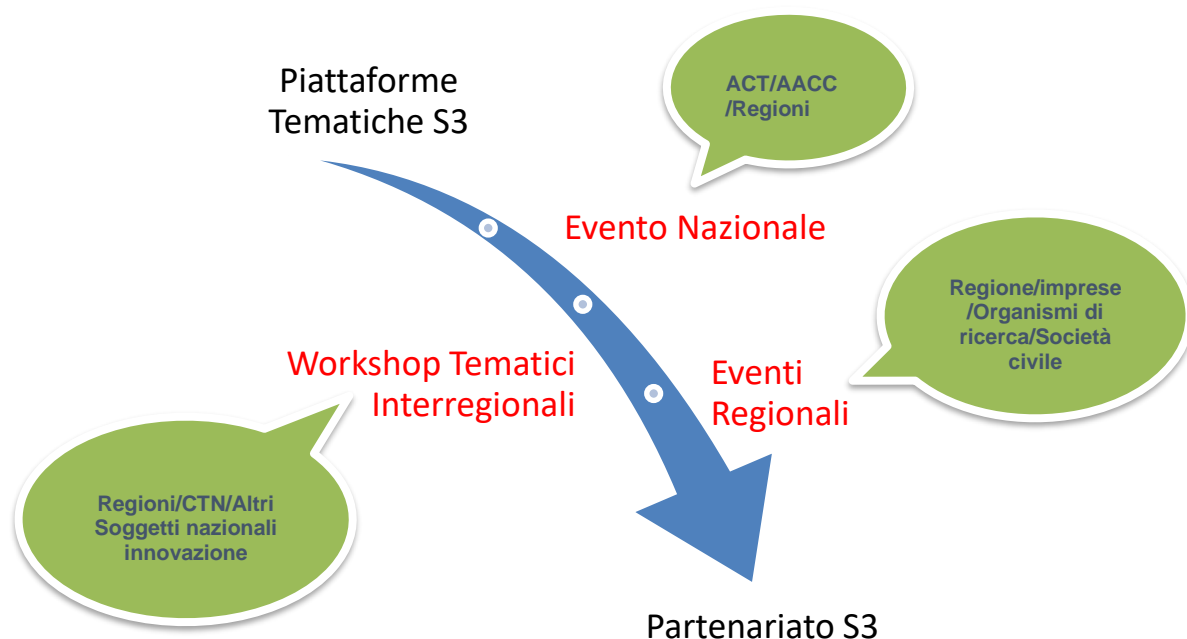 Piattaforme
Tematiche S3
ACT/AACC
/Regioni
Evento Nazionale
Regione/imprese
/Organismi di
ricerca/Società
civile
Workshop Tematici
Interregionali
Eventi
Regionali
Regioni/CTN/Altri
Soggetti nazionali
innovazione
Partenariato S3